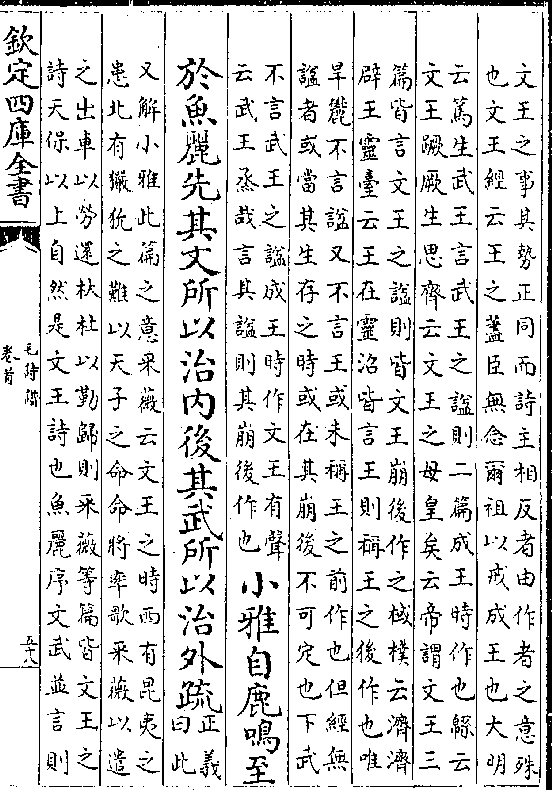 文王之事其勢正同而詩主相反者由作者之意殊
也文王經云王之藎臣無念爾祖以戒成王也大明
云篤生武王言武王之諡則二篇成王時作也緜云
文王蹶厥生思齊云文王之母皇矣云帝謂文王三
篇皆言文王之諡則皆文王崩後作之棫樸云濟濟
辟王靈臺云王在靈沼皆言王則稱王之後作也唯
旱麓不言諡又不言王或未稱王之前作也但經無
諡者或當其生存之時或在其崩後不可定也下武
不言武王之諡成王時作文王有聲
云武王烝哉言其諡則其崩後作也
小雅自鹿鳴至
於魚麗先其文所以治內後其武所以治外疏
正義
曰此
又解小雅此篇之意采薇云文王之時西有昆夷之
患北有玁狁之難以天子之命命將率歌采薇以遣
之出車以勞還杕杜以勤歸則采薇等篇皆文王之
詩天保以上自然是文王詩也魚麗序文武並言則
欽定四庫全書
毛詩譜
卷首
五十八